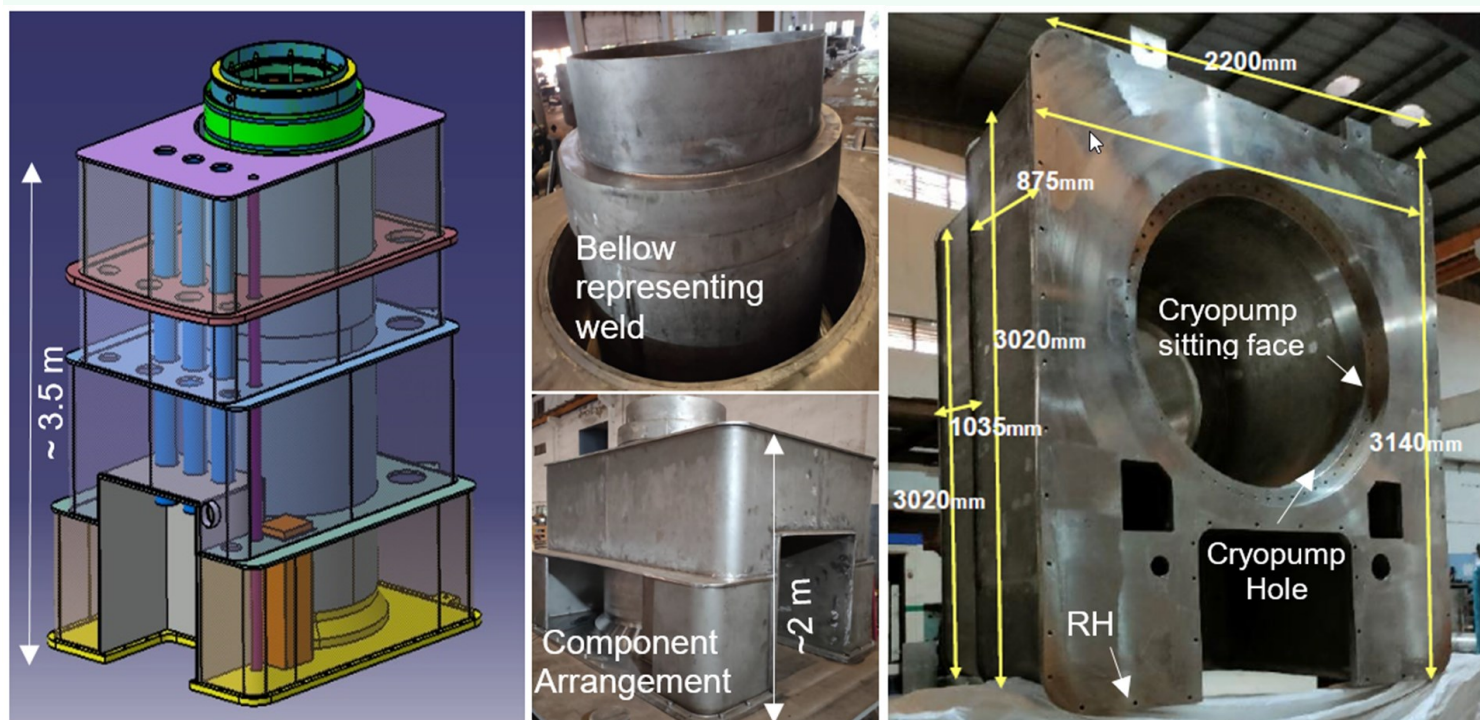 ~ 3.5 m
Bellow
representing
weld
Component
Arrangement
~2 m
2200mm
875mm
Cryopump
sitting face
3020mm
1035mm
3140mm
3020mm
Cryopump
Hole
RH